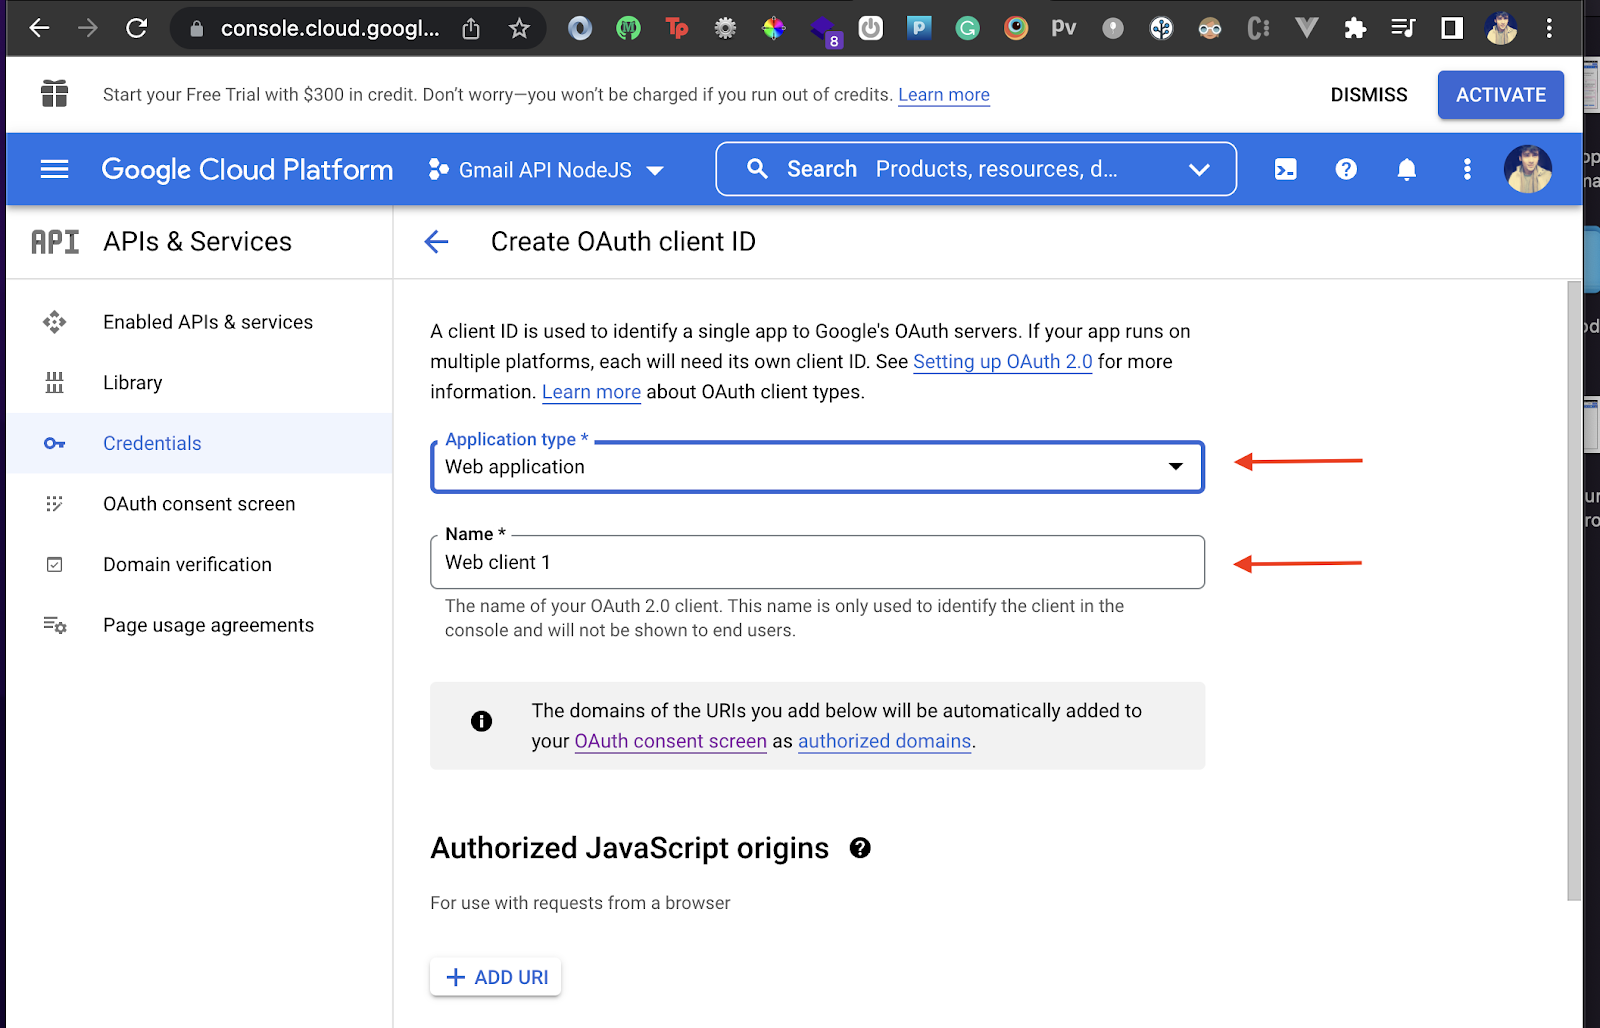 console.cloud.googl...
Tp
8
P
G
Pv
C
Start your Free Trial with $300 in credit. Don't worry—you won't be charged if you run out of credits. Learn more
DISMISS
ACTIVATE
Google Cloud Platform
Gmail API NodeJS
Search Products, resources, d...
API APIs & Services
Create OAuth client ID
Enabled APIs & services
Library
Credentials
OAuth consent screen
Domain verification
Page usage agreements
A client ID is used to identify a single app to Google's OAuth servers. If your app runs on
multiple platforms, each will need its own client ID. See Setting up OAuth 2.0 for more
information. Learn more about OAuth client types.
Application type *
Web application
Name *
Web client 1
The name of your OAuth 2.0 client. This name is only used to identify the client in the
console and will not be shown to end users.
The domains of the URIs you add below will be automatically added to
your OAuth consent screen as authorized domains.
Authorized JavaScript origins
For use with requests from a browser
+ ADD URI